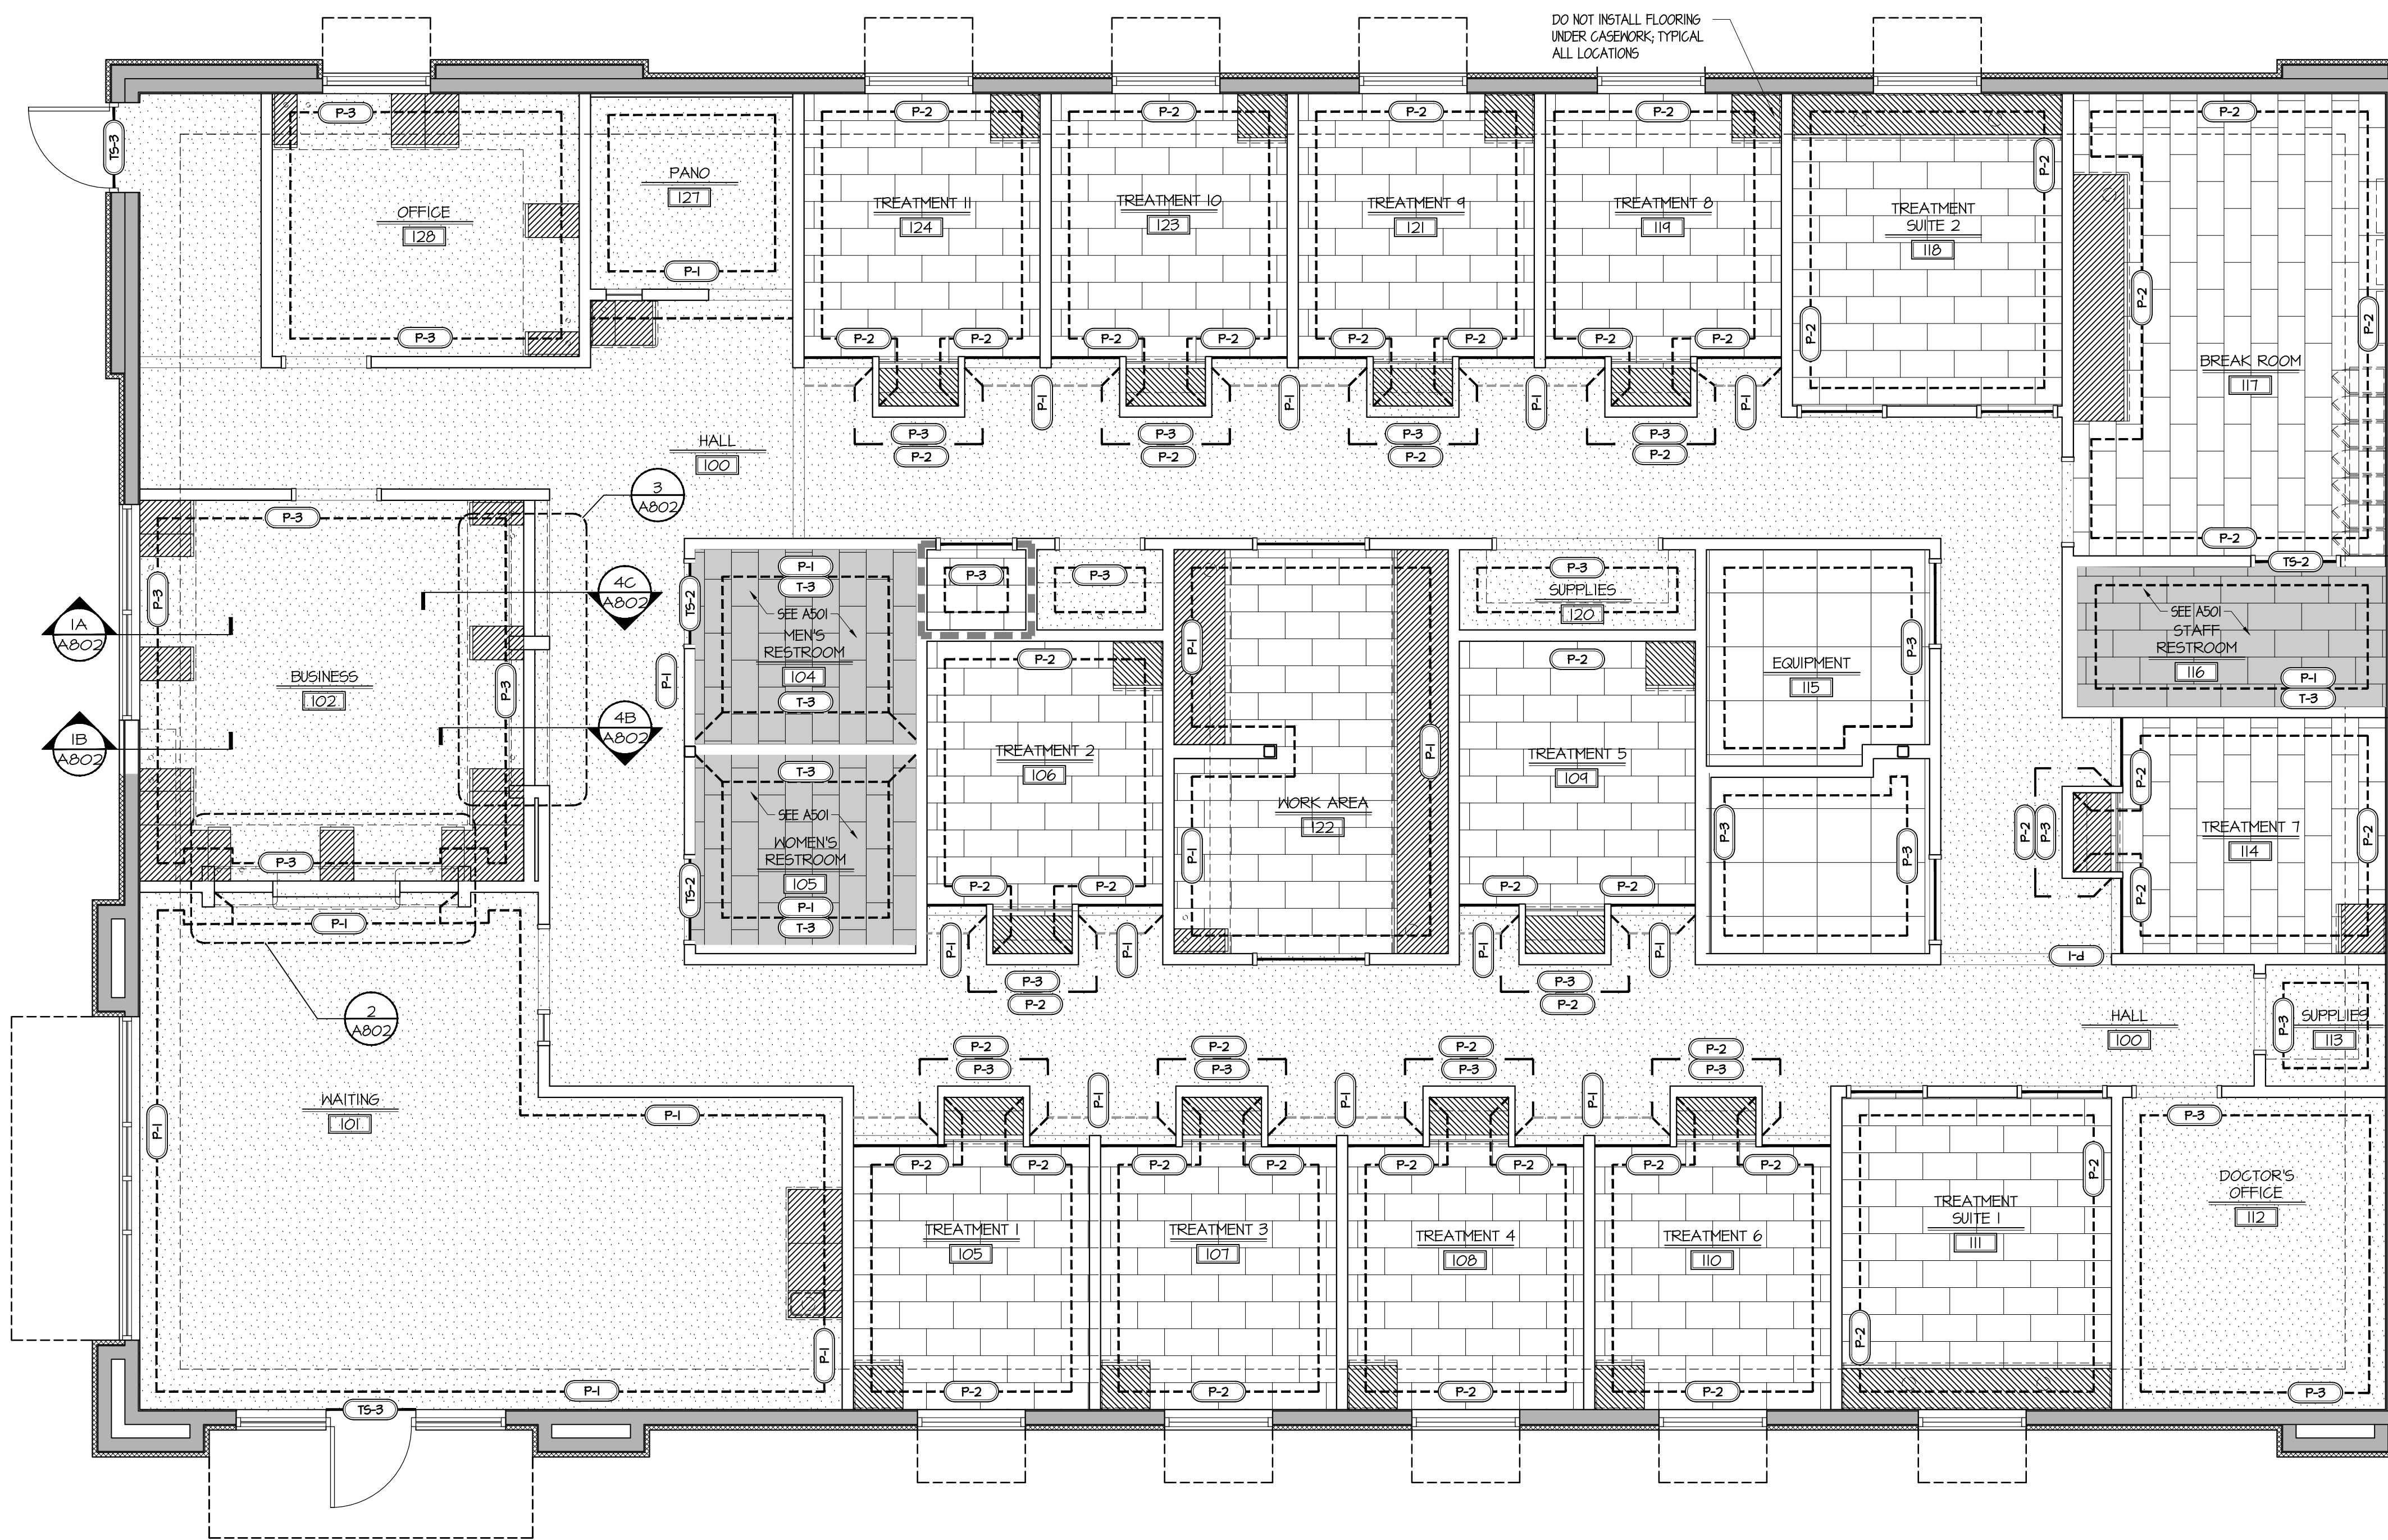 DO NOT INSTALL FLOORING
UNDER CASEWORK; TYPICAL
ALL LOCATIONS
TS-3
P-3
OFFICE
128
P-3
PANO
127
P-1
P-2
TREATMENT 11
124
P-2
P-2
P-2
TREATMENT 10
123
P-2
P-2
P-2
TREATMENT 9
121
P-2
P-2
P-2
TREATMENT 8
119
P-2
P-2
P-2
TREATMENT
SUITE 2
118
P-2
P-2
P-2
P-2
BREAK ROOM
117
P-2
P-1
P-1
P-1
P-1
P-3
P-2
P-3
P-2
P-3
P-2
P-3
P-2
HALL
100
3
A802
P-3
P-3
4C
A802
1A
A802
BUSINESS
102
P-3
4B
A802
1B
A802
P-3
P-1
P-1
TS-2
P-1
T-3
SEE A501
MEN'S
RESTROOM
104
T-3
T-3
SEE A501
WOMEN'S
RESTROOM
105
P-1
T-3
TS-2
P-3
P-3
P-2
TREATMENT 2
106
P-2
P-2
P-1
P-1
P-3
P-2
P-1
P-1
WORK AREA
122
P-1
P-3
SUPPLIES
120
P-2
TREATMENT 5
109
P-2
P-2
P-1
P-1
P-3
P-2
EQUIPMENT
115
P-3
P-3
P-3
TS-2
SEE A501
STAFF
RESTROOM
116
P-1
T-3
P-2
P-2
P-3
TREATMENT 7
114
P-2
P-2
P-1
HALL
100
P-3
SUPPLIES
113
2
A802
WAITING
101
P-1
P-1
P-1
P-1
TS-3
P-2
P-3
P-2
P-3
P-2
P-3
P-2
P-3
P-1
P-1
P-1
P-2
P-2
TREATMENT 1
105
P-2
P-2
P-2
TREATMENT 3
107
P-2
P-2
P-2
TREATMENT 4
108
P-2
P-2
P-2
TREATMENT 6
110
P-2
P-2
TREATMENT
SUITE 1
111
P-2
P-3
DOCTOR'S
OFFICE
112
P-3